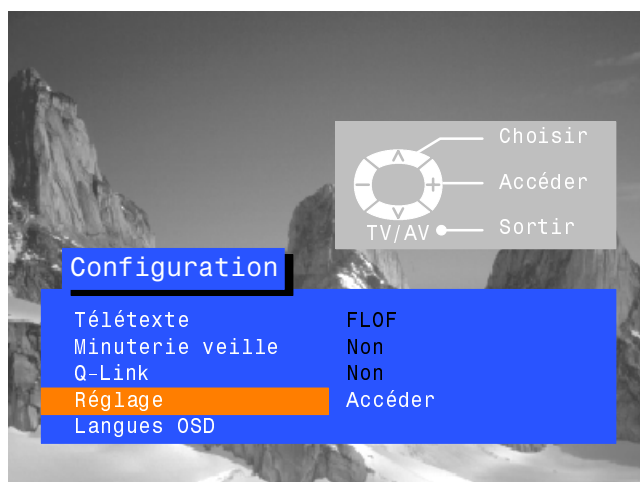 Choisir
Accéder
TV/AV Sortir
Configuration
Télétexte FLOF
Minuterie veille Non
Q-Link Non
Réglage Accéder
Langues OSD